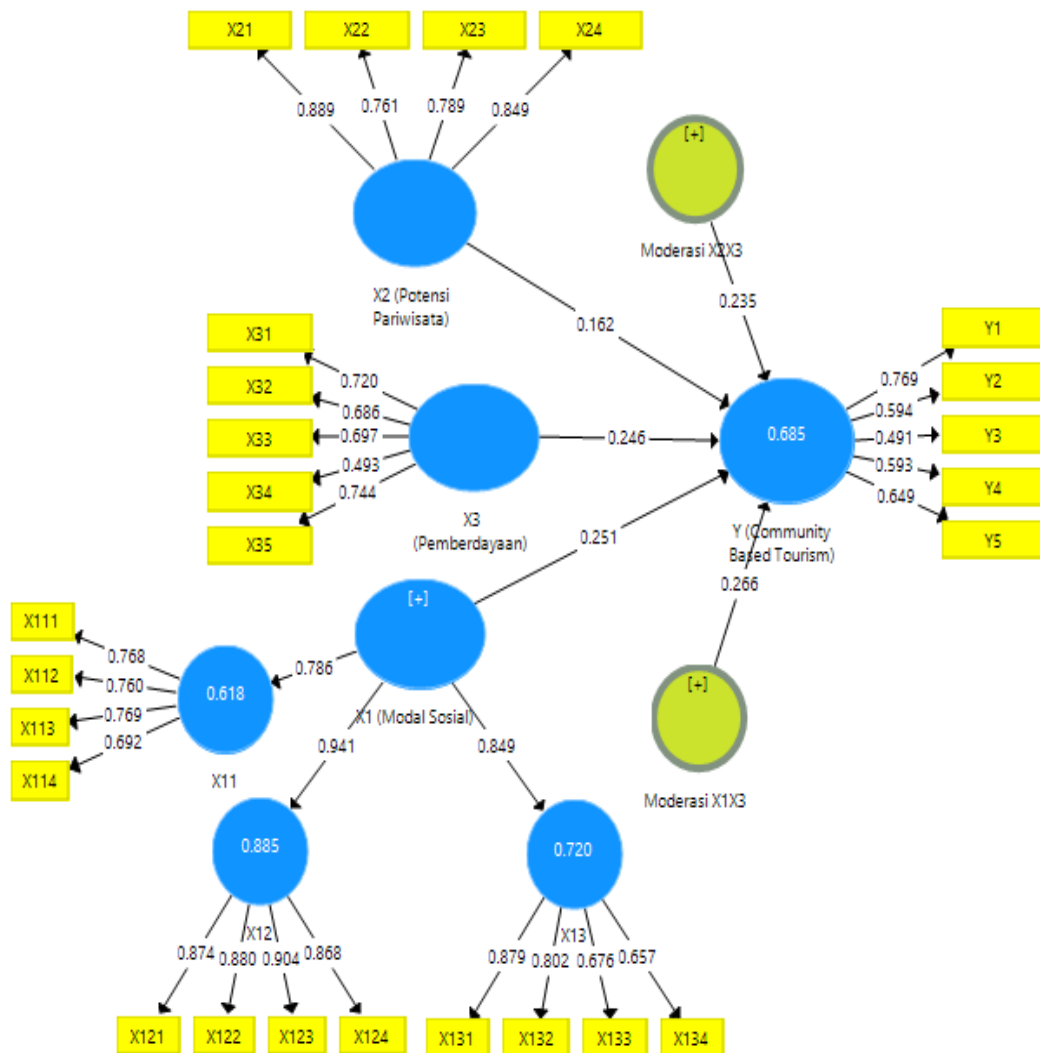 X21
X22
X23
X24
0.889
0.761
0.789
0.849
[+]
Moderasi X2X3
X2 (Potensi
Pariwisata)
0.235
0.162
X31
X32
X33
X34
X35
0.720
0.686
0.697
0.493
0.744
X3
(Pemberdayaan)
0.246
0.685
Y (Community
Based Tourism)
0.769
0.594
0.491
0.593
0.649
Y1
Y2
Y3
Y4
Y5
0.251
0.266
[+]
X1 (Modal Sosial)
0.786
X111
X112
X113
X114
0.768
0.760
0.769
0.692
0.618
X11
0.941
0.849
[+]
Moderasi X1X3
0.885
X12
0.720
X13
0.874
0.880
0.904
0.868
0.879
0.802
0.676
0.657
X121
X122
X123
X124
X131
X132
X133
X134